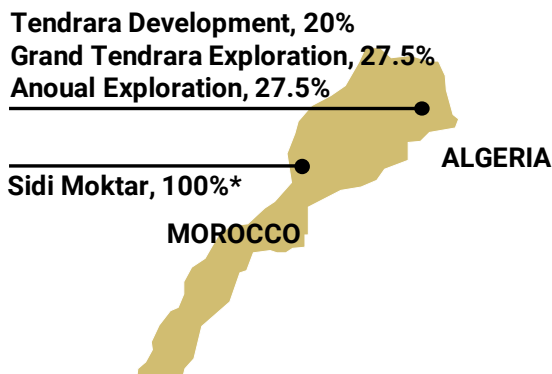 Tendrara Development, 20%
Grand Tendrara Exploration, 27.5%
Anoual Exploration, 27.5%
ALGERIA
Sidi Moktar, 100%*
MOROCCO